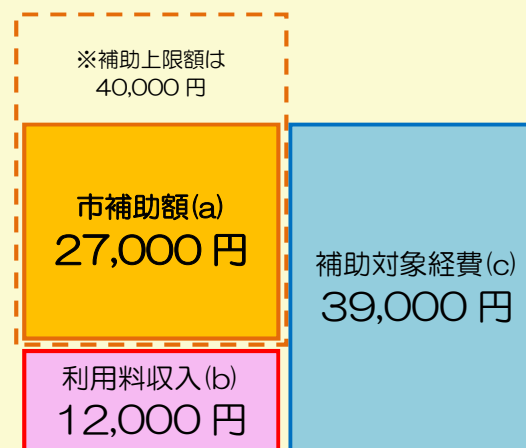 ※補助上限額は
40,000 円
市補助額(a)
27,000 円
補助対象経費(c)
39,000 円
利用料収入(b)
12,000 円